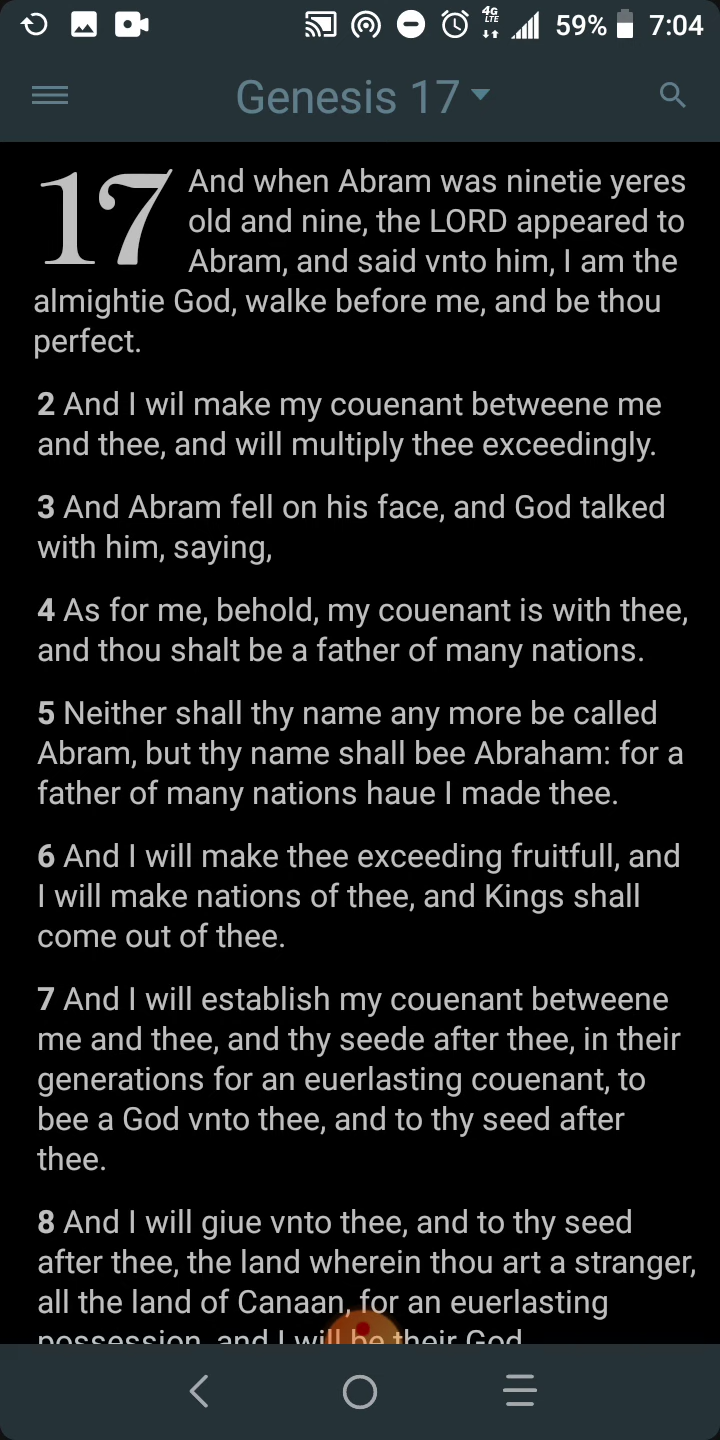 4G
LTE
59%
7:04
Genesis 17
17 And when Abram was ninetie yeres
old and nine, the LORD appeared to
Abram, and said vnto him, I am the
almightie God, walke before me, and be thou
perfect.
2 And I wil make my couenant betweene me
and thee, and will multiply thee exceedingly.
3 And Abram fell on his face, and God talked
with him, saying,
4 As for me, behold, my couenant is with thee,
and thou shalt be a father of many nations.
5 Neither shall thy name any more be called
Abram, but thy name shall bee Abraham: for a
father of many nations haue I made thee.
6 And I will make thee exceeding fruitfull, and
I will make nations of thee, and Kings shall
come out of thee.
7 And I will establish my couenant betweene
me and thee, and thy seede after thee, in their
generations for an euerlasting couenant, to
bee a God vnto thee, and to thy seed after
thee.
8 And I will giue vnto thee, and to thy seed
after thee, the land wherein thou art a stranger,
all the land of Canaan, for an euerlasting
possession, and I will be their God.